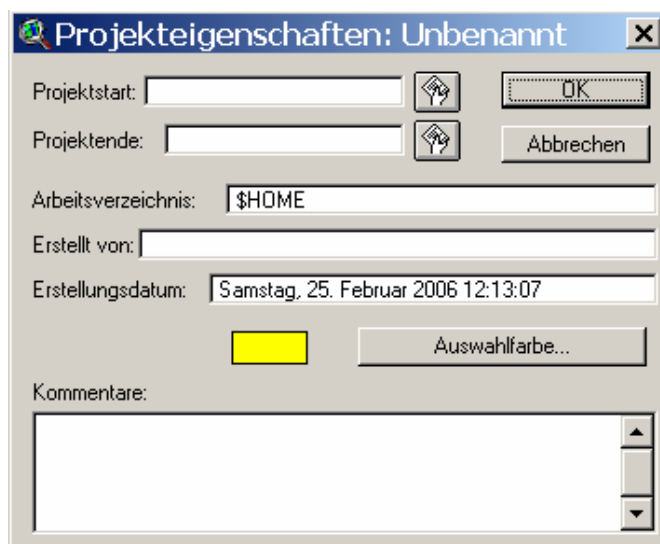 Projekteigenschaften: Unbenannt
Projektstart:
OK
Projektende:
Abbrechen
Arbeitsverzeichnis: $HOME
Erstellt von:
Erstellungsdatum: Samstag, 25. Februar 2006 12:13:07
Auswahlfarbe...
Kommentare: